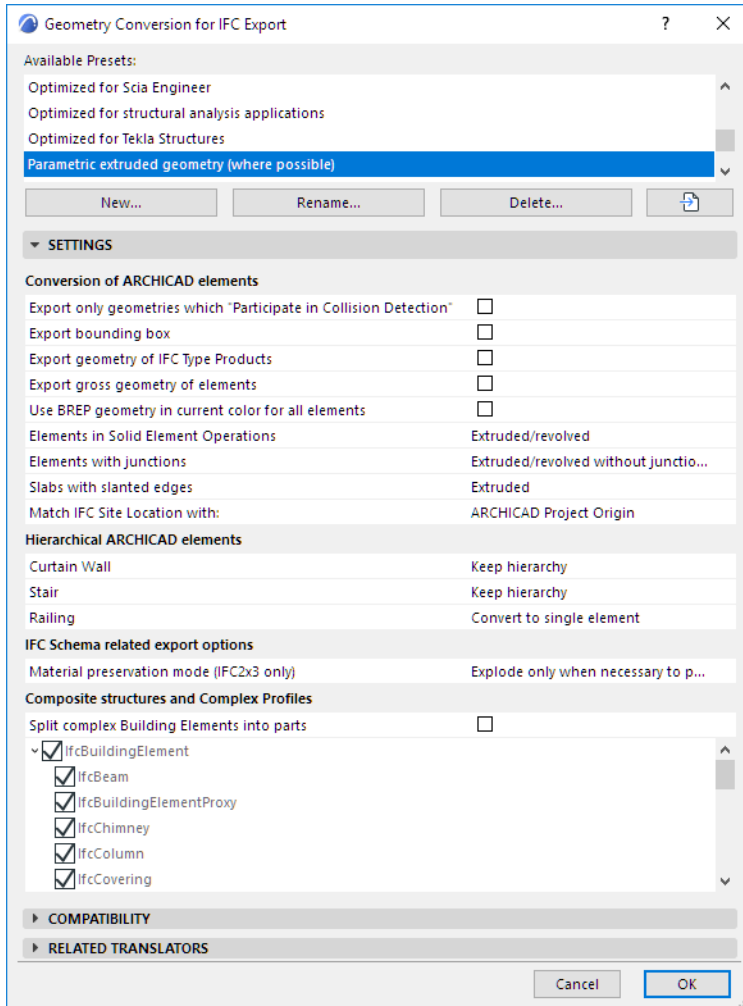 Geometry Conversion for IFC Export ?
Available Presets:
Optimized for Scia Engineer
Optimized for structural analysis applications
Optimized for Tekla Structures
Parametric extruded geometry (where possible)
New... Rename... Delete...
SETTINGS
Conversion of ARCHICAD elements
Export only geometries which "Participate in Collision Detection"
Export bounding box
Export geometry of IFC Type Products
Export gross geometry of elements
Use BREP geometry in current color for all elements
Elements in Solid Element Operations Extruded/revolved
Elements with junctions Extruded/revolved without junctio...
Slabs with slanted edges Extruded
Match IFC Site Location with: ARCHICAD Project Origin
Hierarchical ARCHICAD elements
Curtain Wall Keep hierarchy
Stair Keep hierarchy
Railing Convert to single element
IFC Schema related export options
Material preservation mode (IFC2x3 only) Explode only when necessary to p...
Composite structures and Complex Profiles
Split complex Building Elements into parts
IfcBuildingElement
IfcBeam
IfcBuildingElementProxy
IfcChimney
IfcColumn
IfcCovering
COMPATIBILITY
RELATED TRANSLATORS
Cancel OK